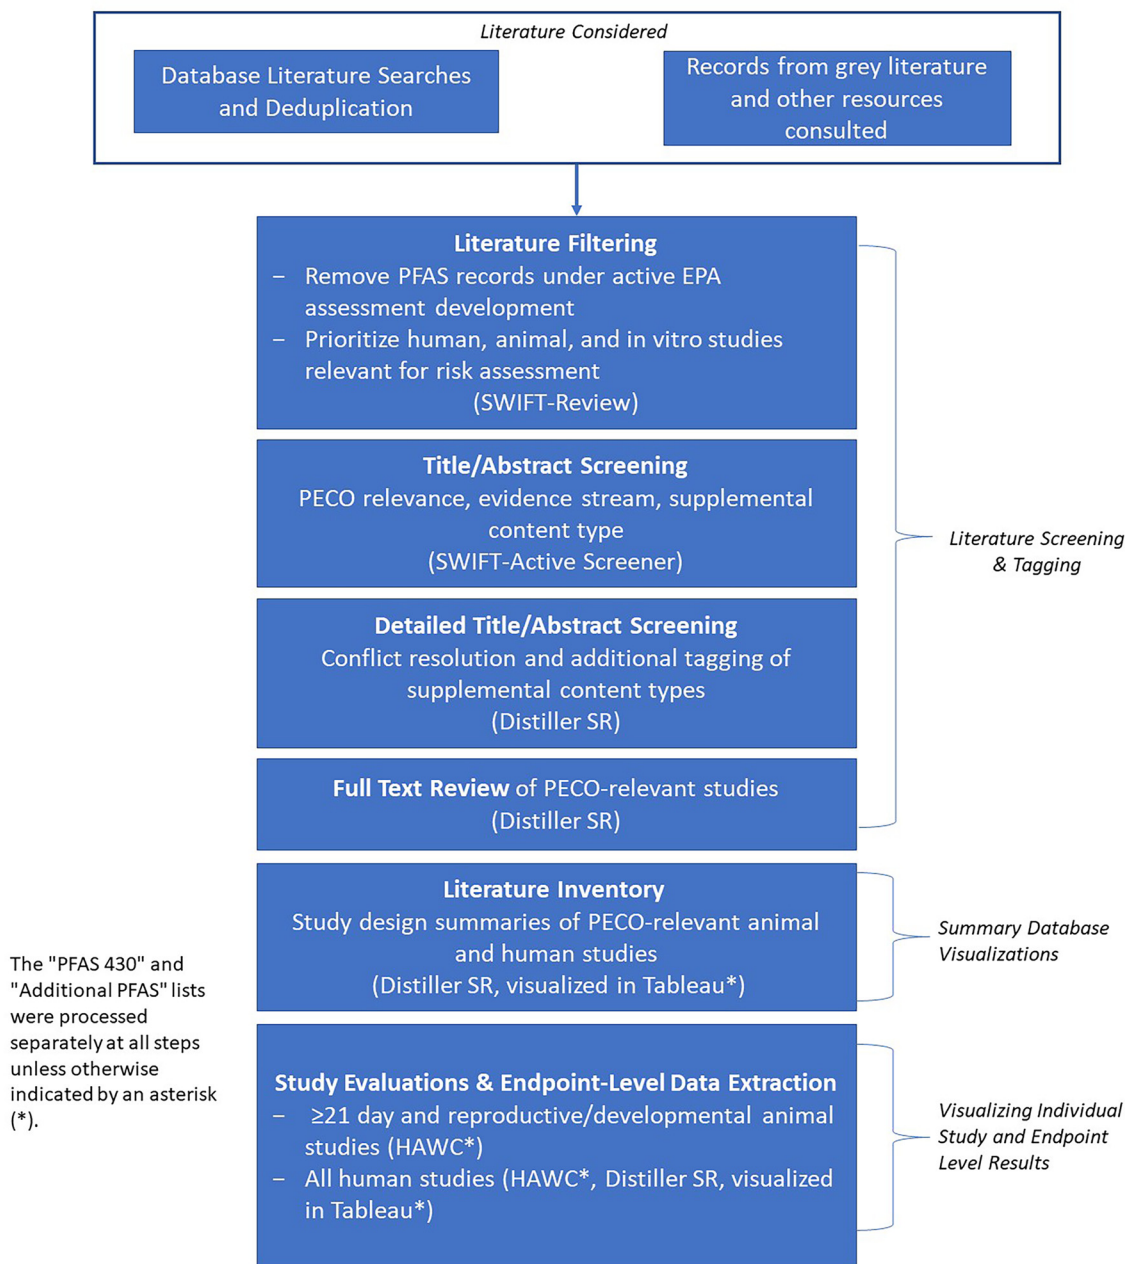 Literature Considered
Database Literature Searches
and Deduplication
Records from grey literature
and other resources
consulted
Literature Filtering
– Remove PFAS records under active EPA
assessment development
– Prioritize human, animal, and in vitro studies
relevant for risk assessment
(SWIFT-Review)
Title/Abstract Screening
PECO relevance, evidence stream, supplemental
content type
(SWIFT-Active Screener)
Detailed Title/Abstract Screening
Conflict resolution and additional tagging of
supplemental content types
(Distiller SR)
Full Text Review of PECO-relevant studies
(Distiller SR)
Literature Screening
& Tagging
Literature Inventory
Study design summaries of PECO-relevant animal
and human studies
(Distiller SR, visualized in Tableau*)
Summary Database
Visualizations
The "PFAS 430" and
"Additional PFAS" lists
were processed
separately at all steps
unless otherwise
indicated by an asterisk
(*).
Study Evaluations & Endpoint-Level Data Extraction
– ≥21 day and reproductive/developmental animal
studies (HAWC*)
– All human studies (HAWC*, Distiller SR, visualized
in Tableau*)
Visualizing Individual
Study and Endpoint
Level Results